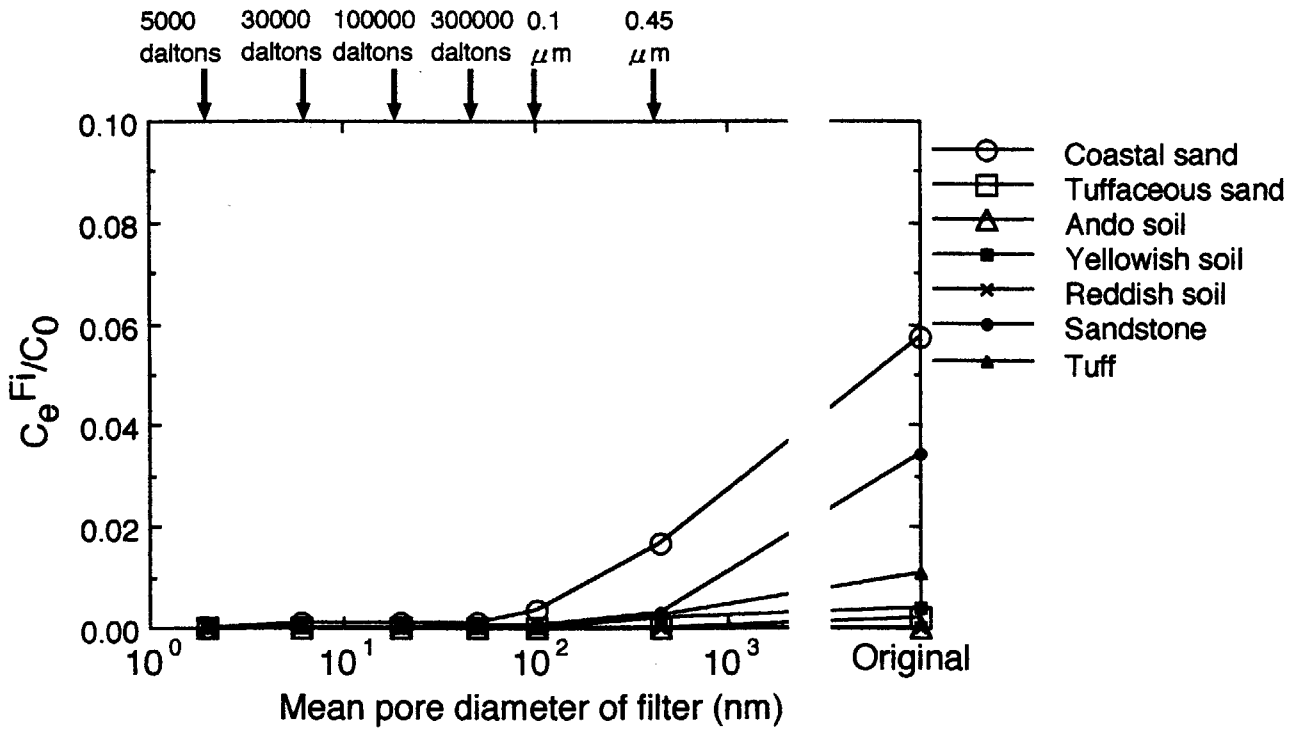 5000 30000 100000 300000 0.1 0.45
daltons daltons daltons daltons μm μm
0.10
0.08
0.06
0.04
0.02
0.00
CeFi/C0
10^0 10^1 10^2 10^3 Original
Mean pore diameter of filter (nm)
Coastal sand
Tuffaceous sand
Ando soil
Yellowish soil
Reddish soil
Sandstone
Tuff